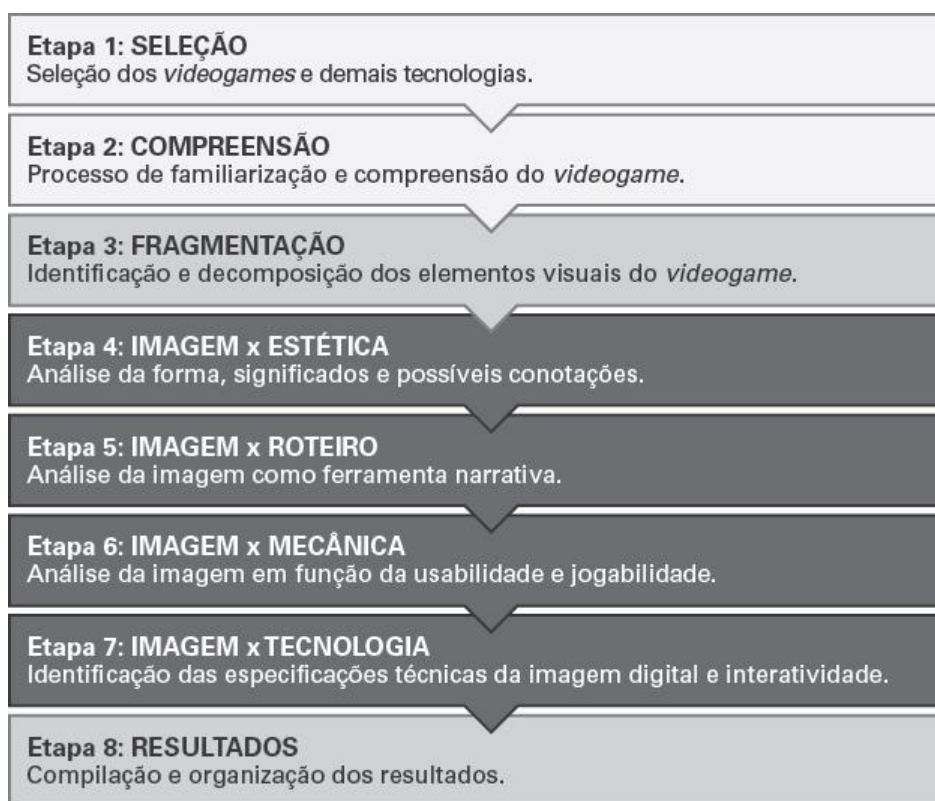 Etapa 1: SELEÇÃO
Seleção dos videogames e demais tecnologias.
Etapa 2: COMPREENSÃO
Processo de familiarização e compreensão do videogame.
Etapa 3: FRAGMENTAÇÃO
Identificação e decomposição dos elementos visuais do videogame.
Etapa 4: IMAGEM x ESTÉTICA
Análise da forma, significados e possíveis conotações.
Etapa 5: IMAGEM x ROTEIRO
Análise da imagem como ferramenta narrativa.
Etapa 6: IMAGEM x MECÂNICA
Análise da imagem em função da usabilidade e jogabilidade.
Etapa 7: IMAGEM x TECNOLOGIA
Identificação das especificações técnicas da imagem digital e interatividade.
Etapa 8: RESULTADOS
Compilação e organização dos resultados.